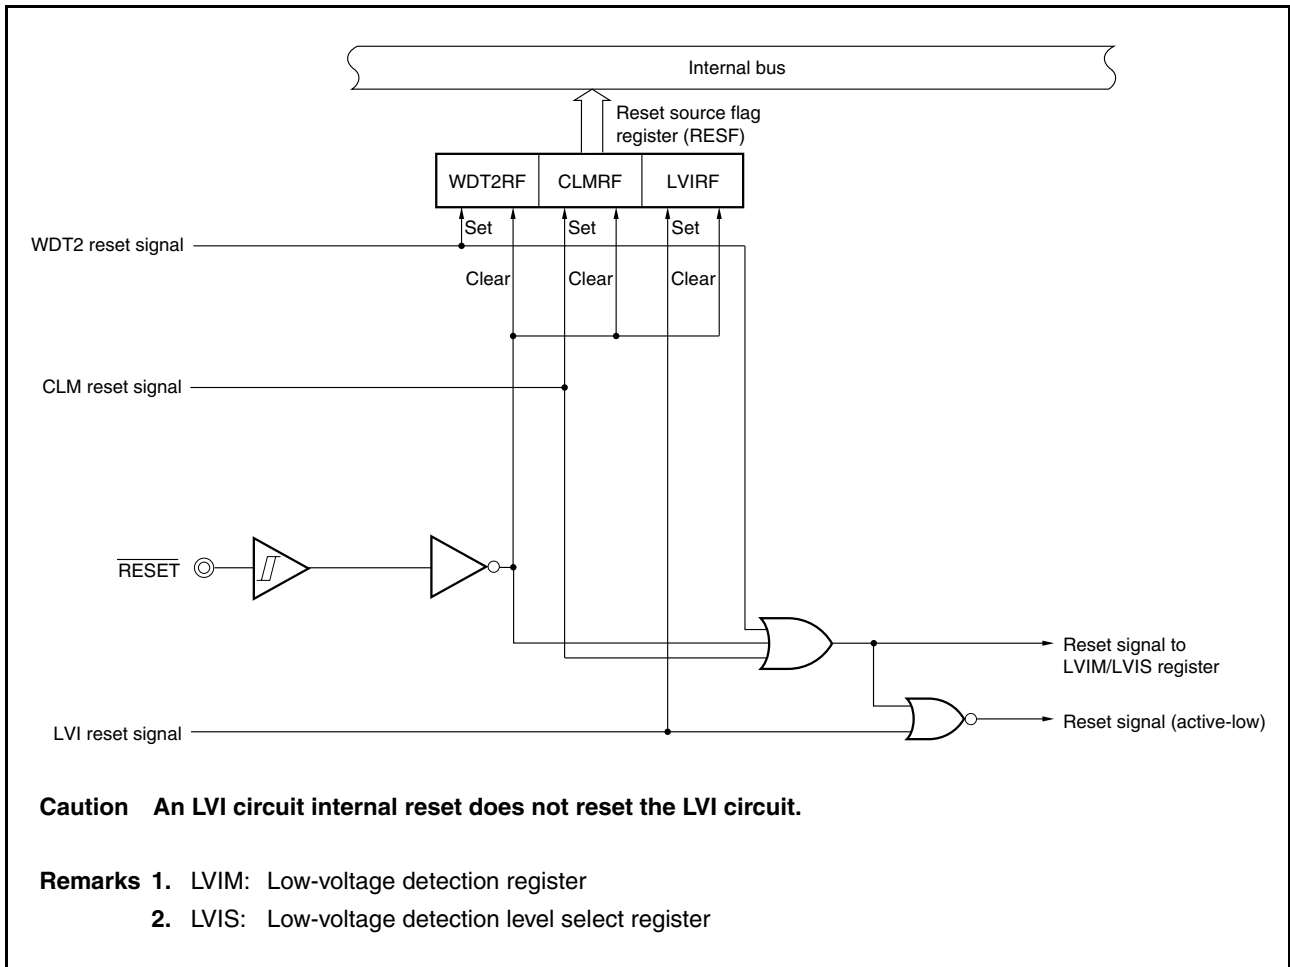 Internal bus
Reset source flag
register (RESF)
WDT2RF CLMRF LVIRF
Set Set Set
WDT2 reset signal
Clear Clear Clear
CLM reset signal
RESET
Reset signal to
LVIM/LVIS register
Reset signal (active-low)
LVI reset signal
Caution An LVI circuit internal reset does not reset the LVI circuit.
Remarks 1. LVIM: Low-voltage detection register
2. LVIS: Low-voltage detection level select register